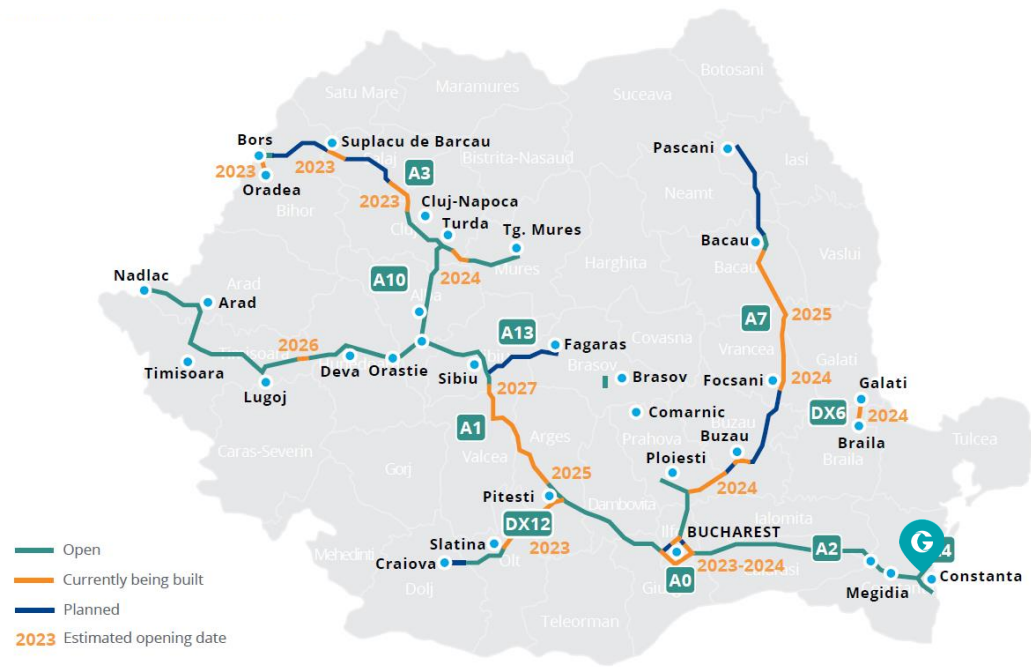 Botosani
Maramures
Satu Mare
Suceava
Bors
Suplacu de Barcau
Pascani
Iasi
2023
2023
Bistrita-Nasaud
A3
Oradea
2023
Neamt
Cluj-Napoca
Bihor
Turda
Tg. Mures
Cluj
Bacau
Vaslui
Harghita
Bacau
Nadlac
A10
2024
Mures
Arad
Arad
Alba
2025
A7
A13
Fagaras
Covasna
Vrancea
2026
Galati
Timisoara
Deva
Orastie
Sibiu
Brasov
Brasov
Focsani
2024
Galati
Lugoj
2027
DX6
2024
Comarnic
A1
Arges
Prahova
Buzau
Buzau
Braila
Braila
Tulcea
Caras-Severin
Gorj
Valcea
Ploiesti
2025
2024
Pitesti
Dambovita
DX12
Ialomita
BUCHAREST
Open
Mehedinti
Slatina
2023
Olt
A2
G
Currently being built
Craiova
2023-2024
Constanta
Planned
Dolj
A0
Megidia
2023
Estimated opening date
Teleorman